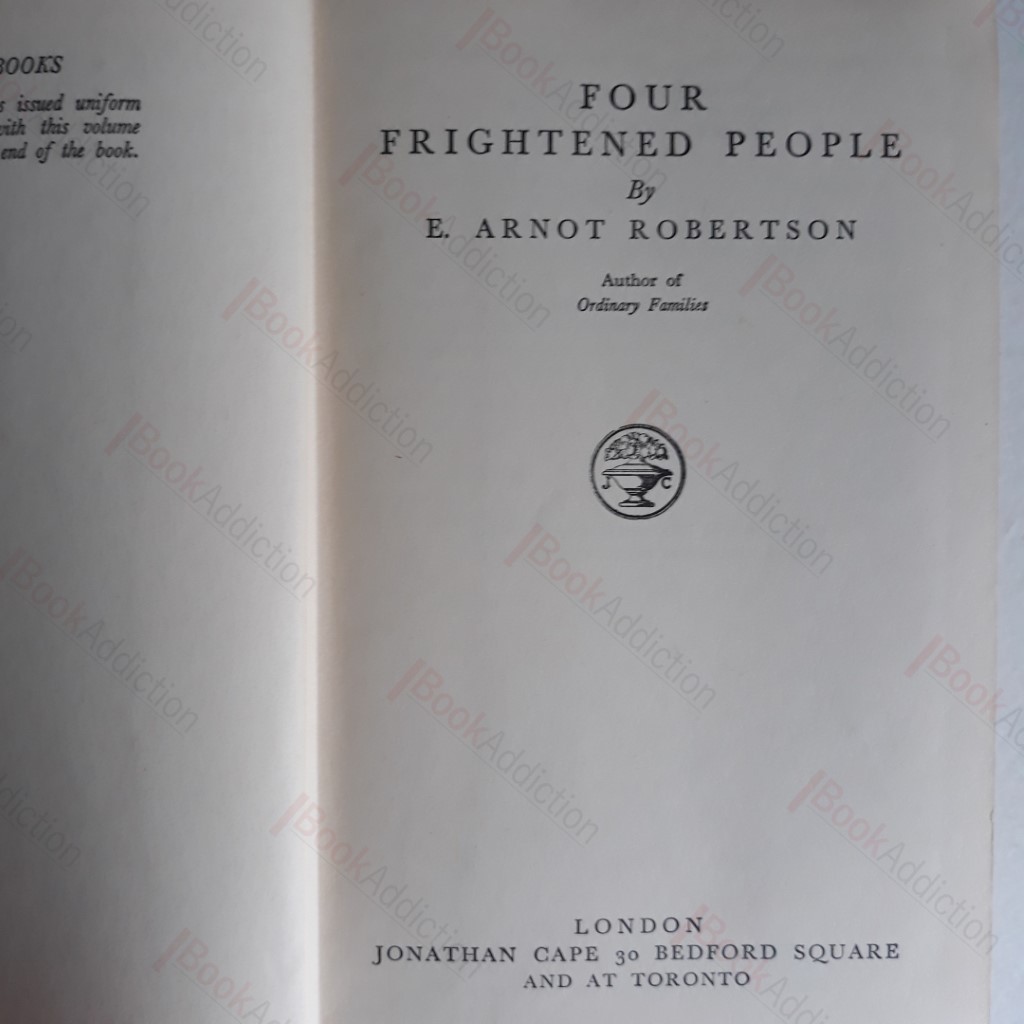 BOOKS
issued uniform
with this volume
end of the book.
FOUR
FRIGHTENED PEOPLE
By
E. ARNOT ROBERTSON
Author of
Ordinary Families
J C
LONDON
JONATHAN CAPE 30 BEDFORD SQUARE
AND AT TORONTO
BookAddiction